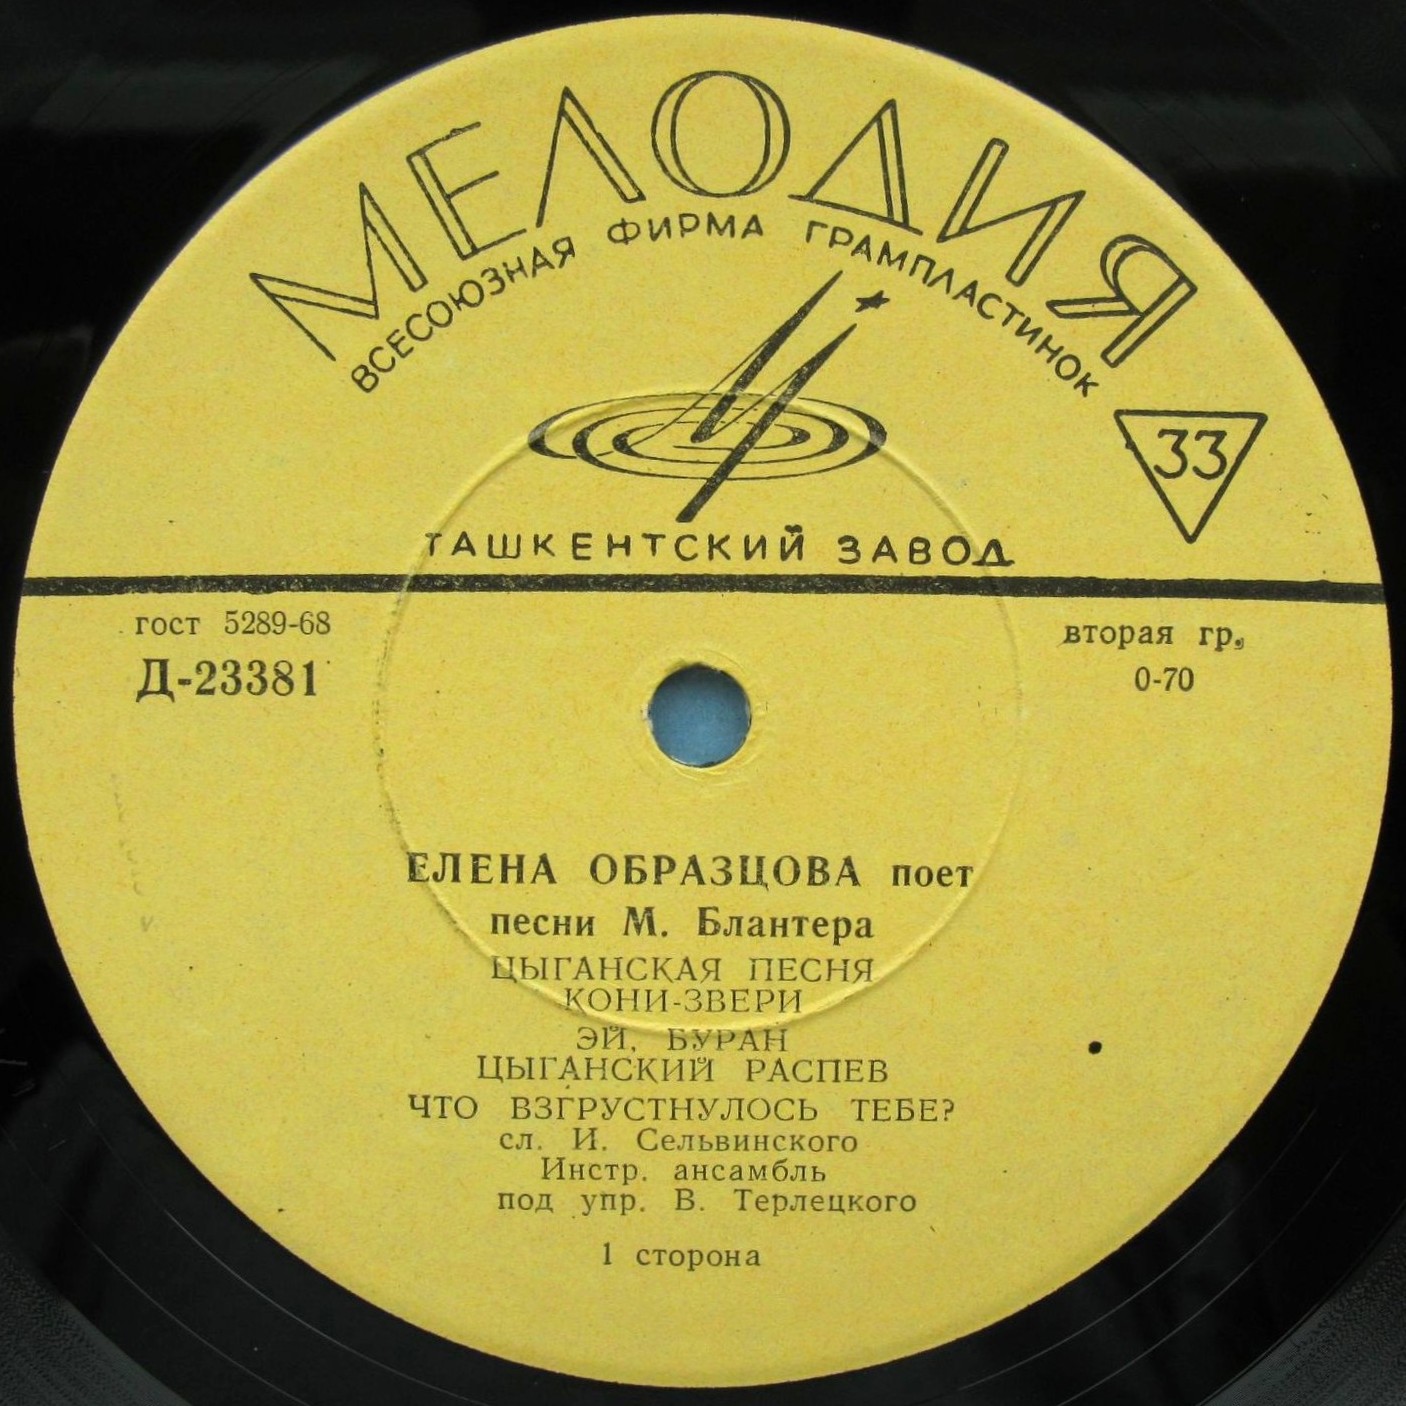 МЕЛОДИЯ
ВСЕСОЮЗНАЯ ФИРМА ГРАМПЛАСТИНОК
33
ТАШКЕНТСКИЙ ЗАВОД
гост 5289-68
Д-23381
вторая гр.
0-70
ЕЛЕНА ОБРАЗЦОВА поет
песни М. Блантера
ЦЫГАНСКАЯ ПЕСНЯ
КОНИ-ЗВЕРИ
ЭЙ, БУРАН
ЦЫГАНСКИЙ РАСПЕВ
ЧТО ВЗГРУСТНУЛОСЬ ТЕБЕ?
сл. И. Сельвинского
Инстр. ансамбль
под упр. В. Терлецкого
1 сторона